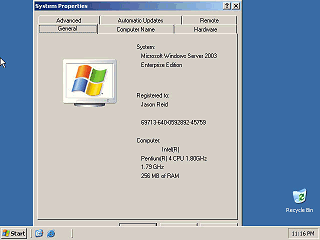 System Properties
Advanced Automatic Updates Remote
General Computer Name Hardware
System:
Microsoft Windows Server 2003
Enterprise Edition
Registered to:
Jason Reid
69713-640-0592892-45759
Computer:
Intel(R)
Pentium(R) 4 CPU 1.80GHz
1.79 GHz
256 MB of RAM
Recycle Bin
Start
11:16 PM